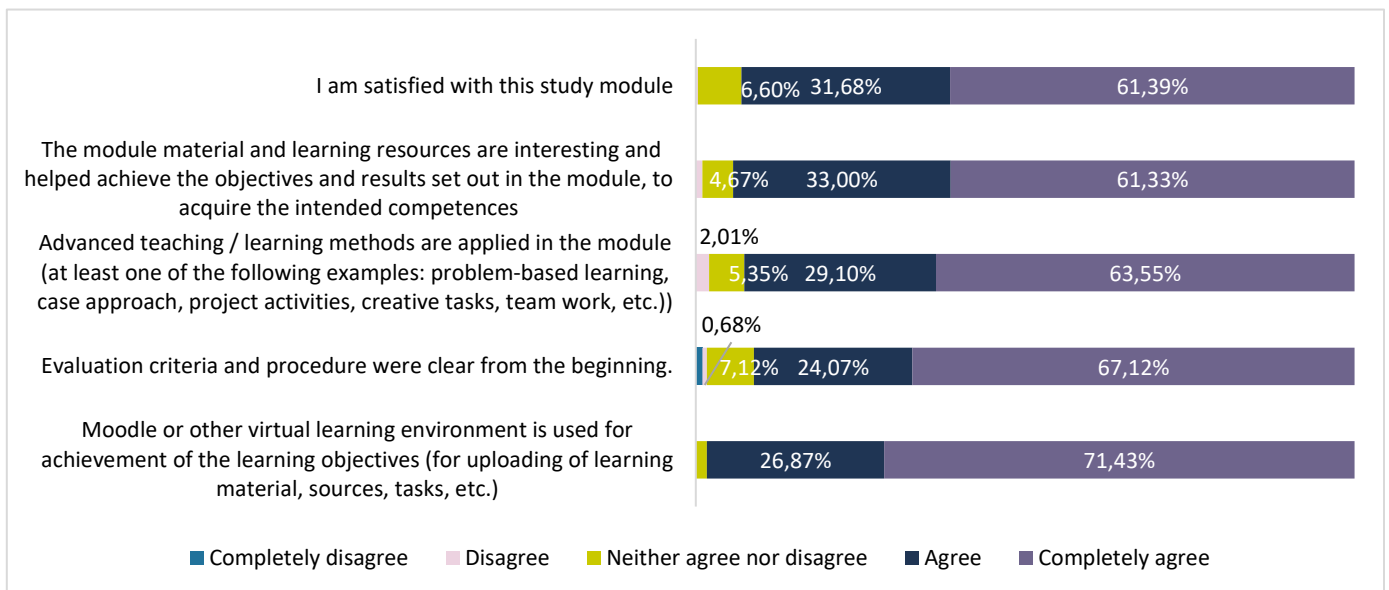 I am satisfied with this study module
6,60% 31,68% 61,39%
The module material and learning resources are interesting and
helped achieve the objectives and results set out in the module, to
acquire the intended competences
4,67% 33,00% 61,33%
Advanced teaching / learning methods are applied in the module
(at least one of the following examples: problem-based learning,
case approach, project activities, creative tasks, team work, etc.))
2,01%
5,35% 29,10% 63,55%
Evaluation criteria and procedure were clear from the beginning.
0,68%
7,12% 24,07% 67,12%
Moodle or other virtual learning environment is used for
achievement of the learning objectives (for uploading of learning
material, sources, tasks, etc.)
26,87% 71,43%
Completely disagree Disagree Neither agree nor disagree Agree Completely agree